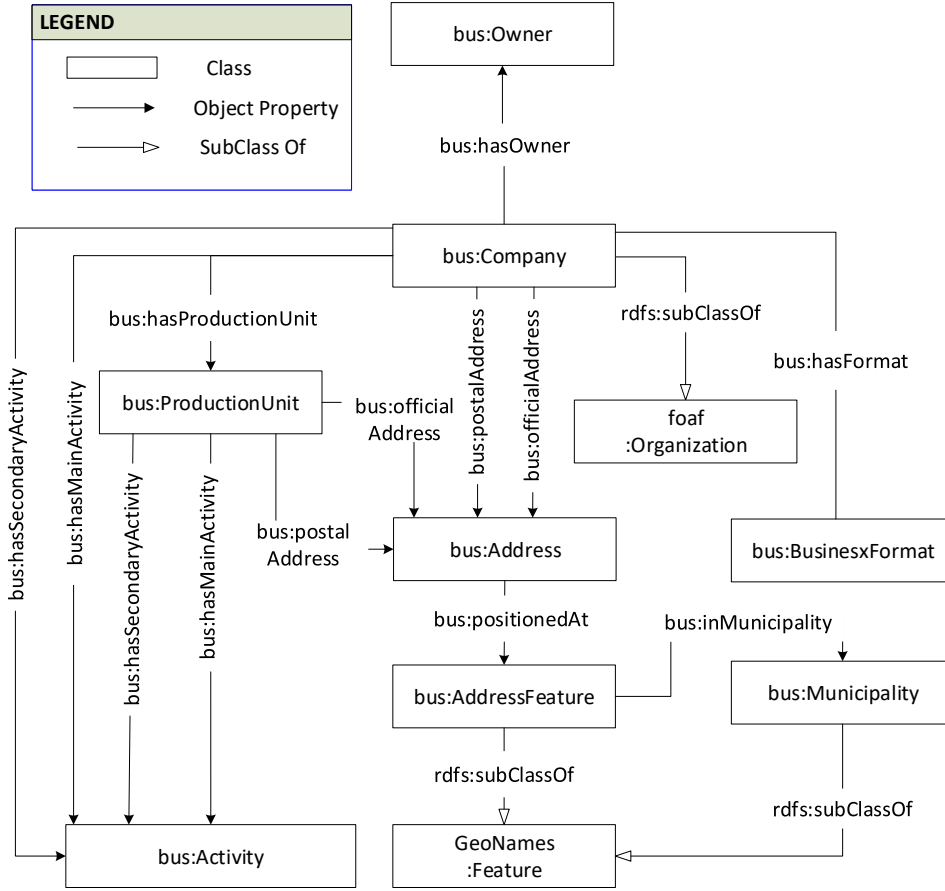 LEGEND
Class
Object Property
SubClass Of
bus:Owner
bus:hasOwner
bus:Company
bus:hasProductionUnit
rdfs:subClassOf
bus:hasFormat
bus:hasSecondaryActivity
bus:hasMainActivity
bus:ProductionUnit
bus:official
Address
bus:postalAddress
bus:officialAddress
foaf
:Organization
bus:hasSecondaryActivity
bus:hasMainActivity
bus:postal
Address
bus:Address
bus:BusinexFormat
bus:positionedAt
bus:inMunicipality
bus:AddressFeature
bus:Municipality
rdfs:subClassOf
rdfs:subClassOf
bus:Activity
GeoNames
:Feature